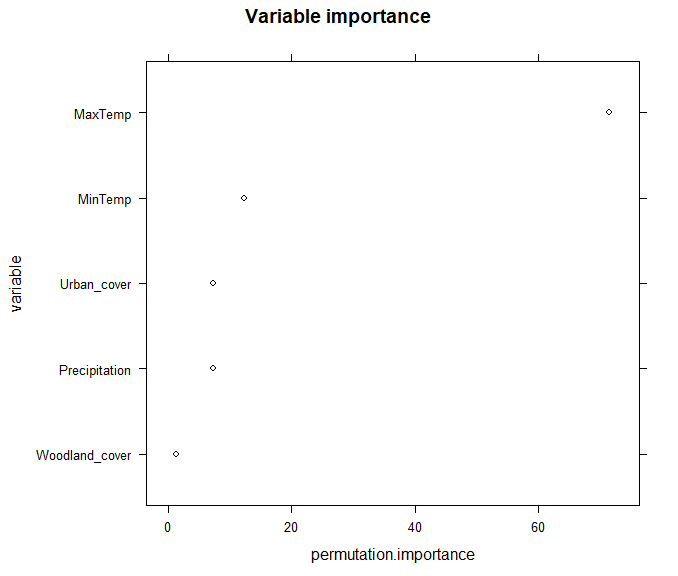 Variable importance
MaxTemp
MinTemp
Urban_cover
Precipitation
Woodland_cover
variable
0 20 40 60
permutation.importance